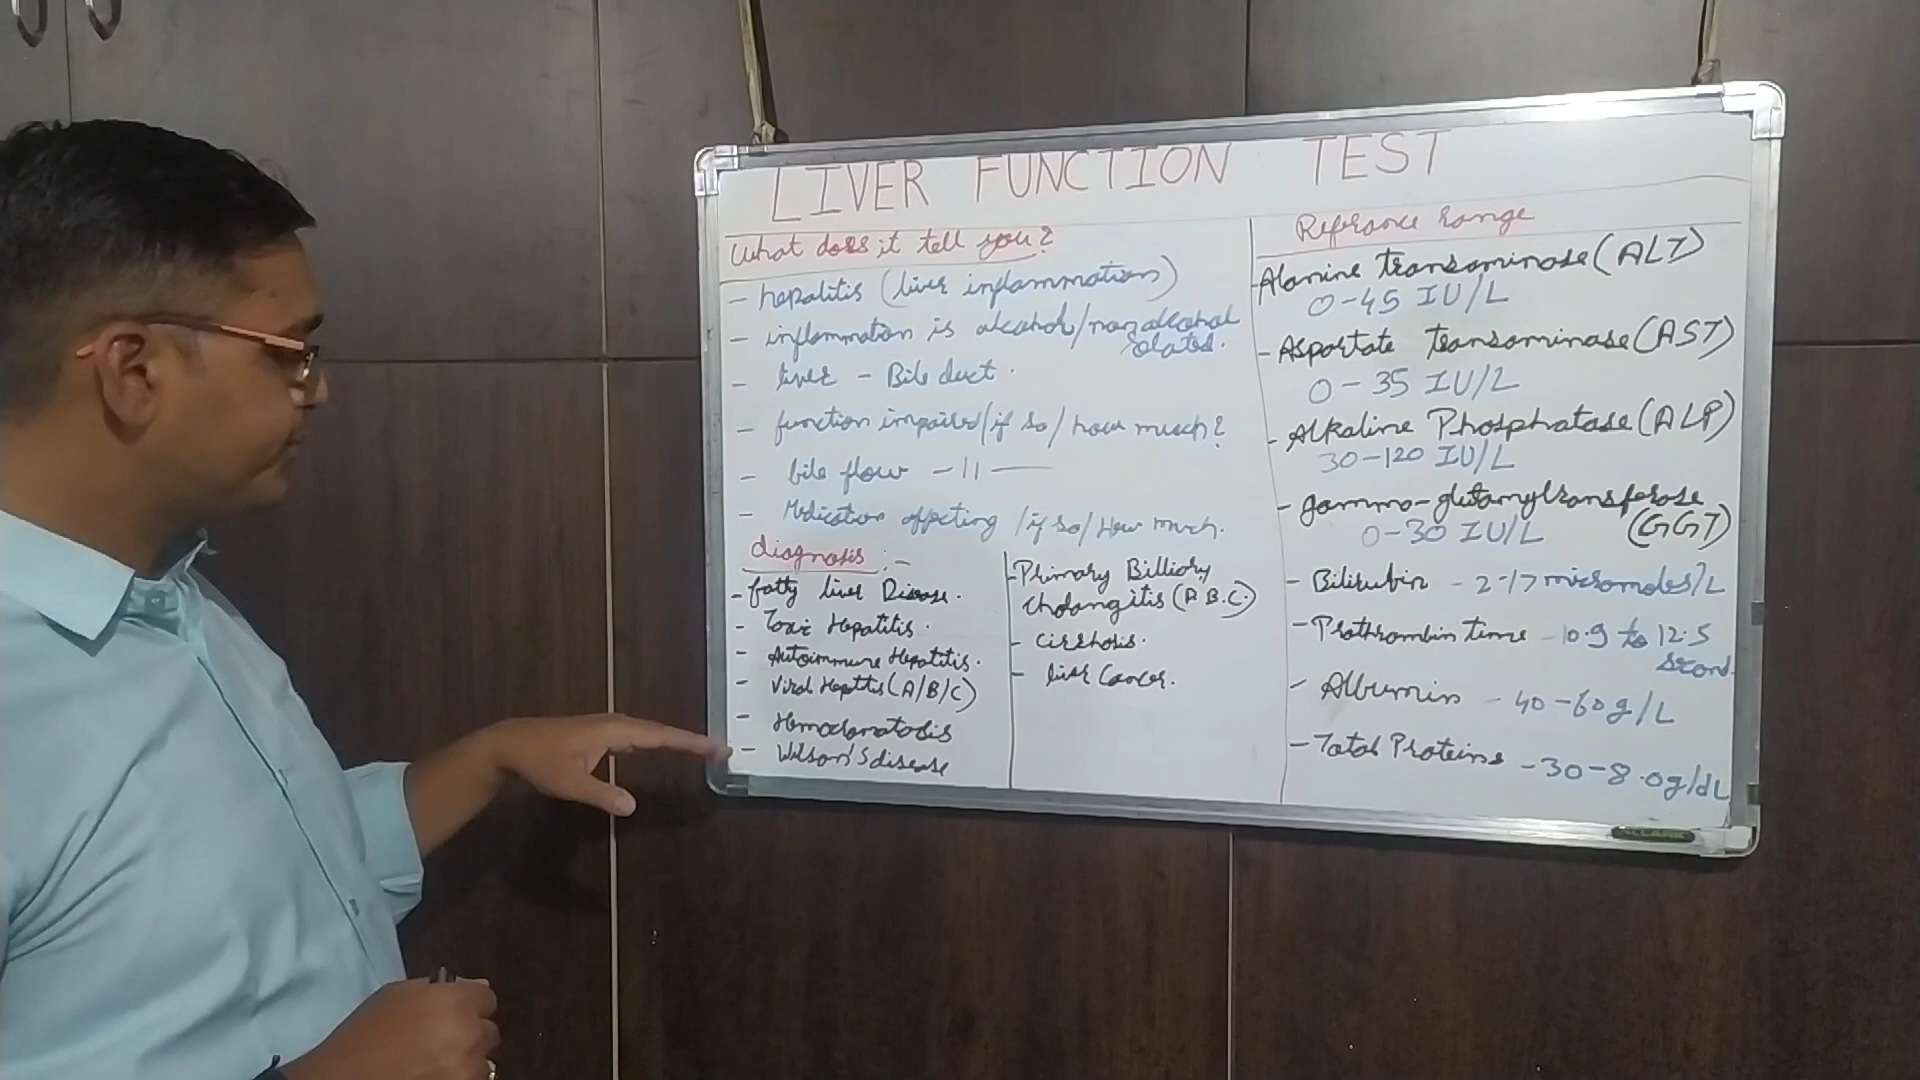 LIVER FUNCTION TEST
What does it tell you?
- hepatitis (liver inflammation)
- inflammation is alcohol/non alcohol
related.
- liver - Bile duct.
- function impaired/if so/how much?
- bile flow -11-
- Medication affecting /if so/How much.
diagnosis :-
- fatty liver Disease.
- Toxic Hepatitis.
- Autoimmune Hepatitis.
- Viral Hepttis (A/B/C)
- Hemochromatosis
- Wilson's disease
- Primary Billiary
Cholangitis (P.B.C.)
- Cirrhosis.
- liver Cancer.
Reference range
- Alanine transaminase (ALT)
0-45 IU/L
- Aspartate transaminase (AST)
0-35 IU/L
- Alkaline Phosphatase (ALP)
30-120 IU/L
- gamma-glutamyltransferase
(GGT)
0-30 IU/L
- Bilirubin - 2-17 micromoles/L
- Prothrombin time - 10.9 to 12.5
second.
- Albumin - 40-60 g/L
- Total Proteins - 30-8.0g/dL